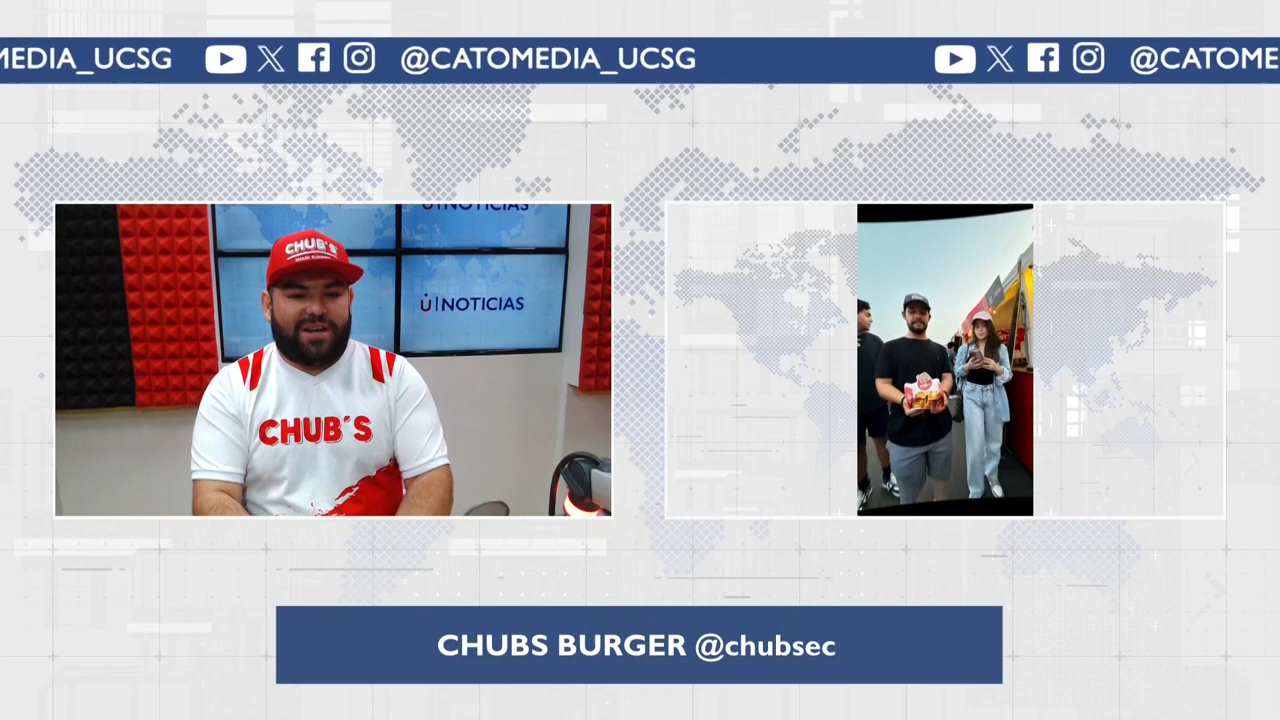 MEDIA_UCSG @CATOMEDIA_UCSG @CATOME
U|NOTICIAS
CHUB'S
U|NOTICIAS
CHUB´S
CHUBS BURGER @chubsec